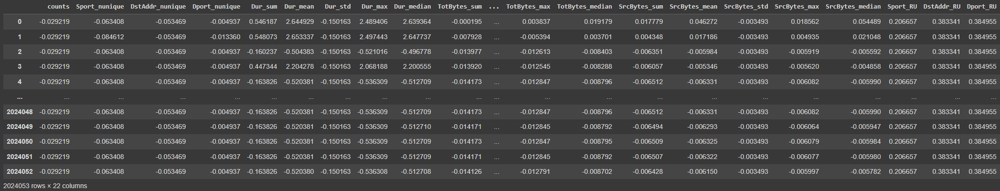 counts Sport_nunique DstAddr_nunique Dport_nunique Dur_sum Dur_mean Dur_std Dur_max Dur_median TotBytes_sum ... TotBytes_max TotBytes_median SrcBytes_sum SrcBytes_mean SrcBytes_std SrcBytes_max SrcBytes_median Sport_RU DstAddr_RU Dport_RU
0 -0.029219 -0.063408 -0.053469 -0.004937 0.546187 2.644929 -0.150163 2.489406 2.639364 -0.000195 ... 0.003837 0.019179 0.017779 0.046272 -0.003493 0.018562 0.054489 0.206657 0.383341 0.384955
1 -0.029219 -0.084612 -0.053469 -0.013360 0.548073 2.653337 -0.150163 2.497443 2.647737 -0.007928 ... -0.005394 0.003701 0.004348 0.017186 -0.003493 0.004935 0.021048 0.206657 0.383341 0.384955
2 -0.029219 -0.063408 -0.053469 -0.004937 -0.160237 -0.504383 -0.150163 -0.521016 -0.496778 -0.013977 ... -0.012613 -0.008403 -0.006351 -0.005984 -0.003493 -0.005919 -0.005592 0.206657 0.383341 0.384955
3 -0.029219 -0.063408 -0.053469 -0.004937 0.447344 2.204278 -0.150163 2.068188 2.200555 -0.013920 ... -0.012545 -0.008288 -0.006057 -0.005346 -0.003493 -0.005620 -0.004858 0.206657 0.383341 0.384955
4 -0.029219 -0.063408 -0.053469 -0.004937 -0.163826 -0.520381 -0.150163 -0.536309 -0.512709 -0.014173 ... -0.012847 -0.008796 -0.006512 -0.006331 -0.003493 -0.006082 -0.005990 0.206657 0.383341 0.384955
... ... ... ... ... ... ... ... ... ... ... ... ... ... ... ... ... ... ... ... ... ...
2024048 -0.029219 -0.063408 -0.053469 -0.004937 -0.163826 -0.520381 -0.150163 -0.536309 -0.512709 -0.014173 ... -0.012847 -0.008796 -0.006512 -0.006331 -0.003493 -0.006082 -0.005990 0.206657 0.383341 0.384955
2024049 -0.029219 -0.063408 -0.053469 -0.004937 -0.163826 -0.520381 -0.150163 -0.536309 -0.512710 -0.014171 ... -0.012845 -0.008792 -0.006494 -0.006293 -0.003493 -0.006064 -0.005947 0.206657 0.383341 0.384955
2024050 -0.029219 -0.063408 -0.053469 -0.004937 -0.163826 -0.520381 -0.150163 -0.536309 -0.512709 -0.014173 ... -0.012847 -0.008795 -0.006509 -0.006325 -0.003493 -0.006079 -0.005984 0.206657 0.383341 0.384955
2024051 -0.029219 -0.063408 -0.053469 -0.004937 -0.163826 -0.520381 -0.150163 -0.536309 -0.512709 -0.014171 ... -0.012845 -0.008792 -0.006507 -0.006322 -0.003493 -0.006077 -0.005980 0.206657 0.383341 0.384955
2024052 -0.029219 -0.063408 -0.053469 -0.004937 -0.163826 -0.520380 -0.150163 -0.536308 -0.512708 -0.014126 ... -0.012791 -0.008702 -0.006428 -0.006150 -0.003493 -0.005997 -0.005782 0.206657 0.383341 0.384955
2024053 rows × 22 columns